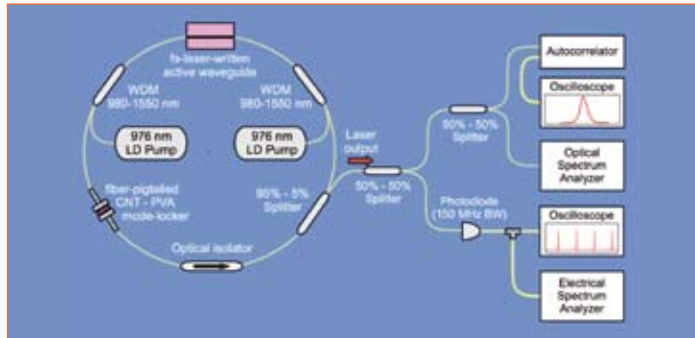 fs-laser-written
active waveguide
WDM
980-1550 nm
WDM
980-1550 nm
976 nm
LD Pump
976 nm
LD Pump
fiber-pigtailed
CNT - PVA
mode-locker
Optical isolator
95% - 5%
Splitter
Laser
output
50% - 50%
Splitter
50% - 50%
Splitter
Photodiode
(150 MHz BW)
Autocorrelator
Oscilloscope
Optical
Spectrum
Analyzer
Oscilloscope
Electrical
Spectrum
Analyzer